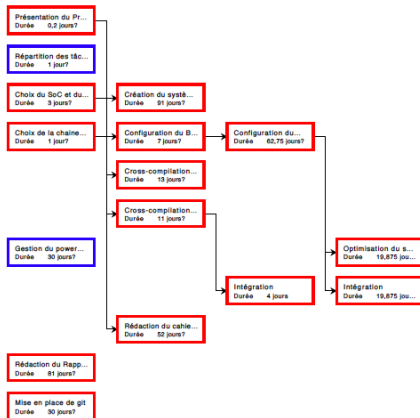 Présentation du Pr...
Durée 0,2 jours?
Répartition des tâc...
Durée 1 jour?
Choix du SoC et du...
Durée 3 jours?
Création du systè...
Durée 91 jours?
Choix de la chaine...
Durée 1 jour?
Configuration du B...
Durée 7 jours?
Configuration du...
Durée 62,75 jours?
Cross-compilation...
Durée 13 jours?
Cross-compilation...
Durée 11 jours?
Gestion du power...
Durée 30 jours?
Optimisation du s...
Durée 19,875 jou...
Intégration
Durée 4 jours
Intégration
Durée 19,875 jou...
Rédaction du cahie...
Durée 52 jours?
Rédaction du Rapp...
Durée 81 jours?
Mise en place de git
Durée 30 jours?